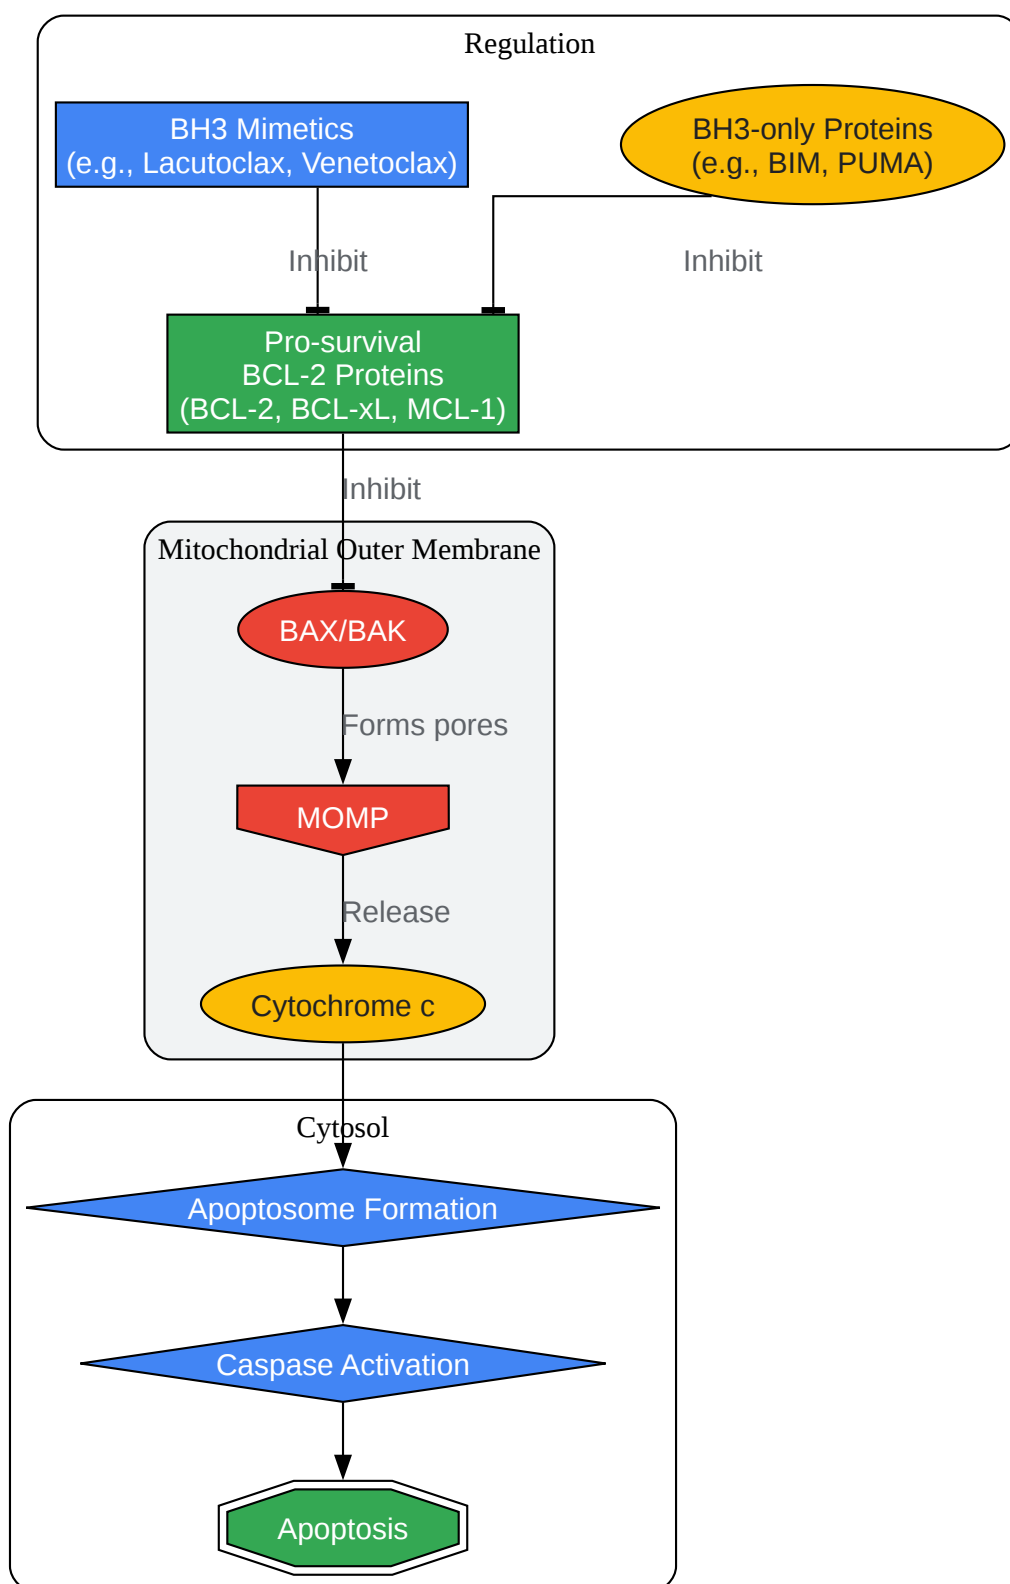 Regulation
BH3 Mimetics
(e.g., Lacutoclax, Venetoclax)
BH3-only Proteins
(e.g., BIM, PUMA)
Inhibit
Inhibit
Pro-survival
BCL-2 Proteins
(BCL-2, BCL-xL, MCL-1)
Inhibit
Mitochondrial Outer Membrane
BAX/BAK
Forms pores
MOMP
Release
Cytochrome c
Cytosol
Apoptosome Formation
Caspase Activation
Apoptosis